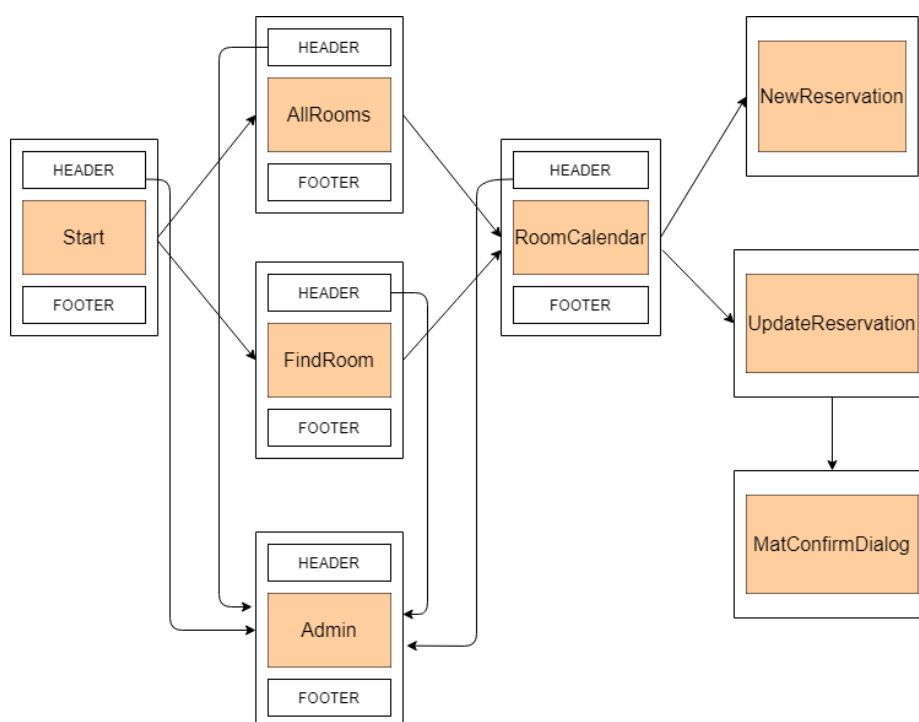 HEADER
Start
FOOTER
HEADER
AllRooms
FOOTER
HEADER
FindRoom
FOOTER
HEADER
Admin
FOOTER
HEADER
RoomCalendar
FOOTER
NewReservation
UpdateReservation
MatConfirmDialog